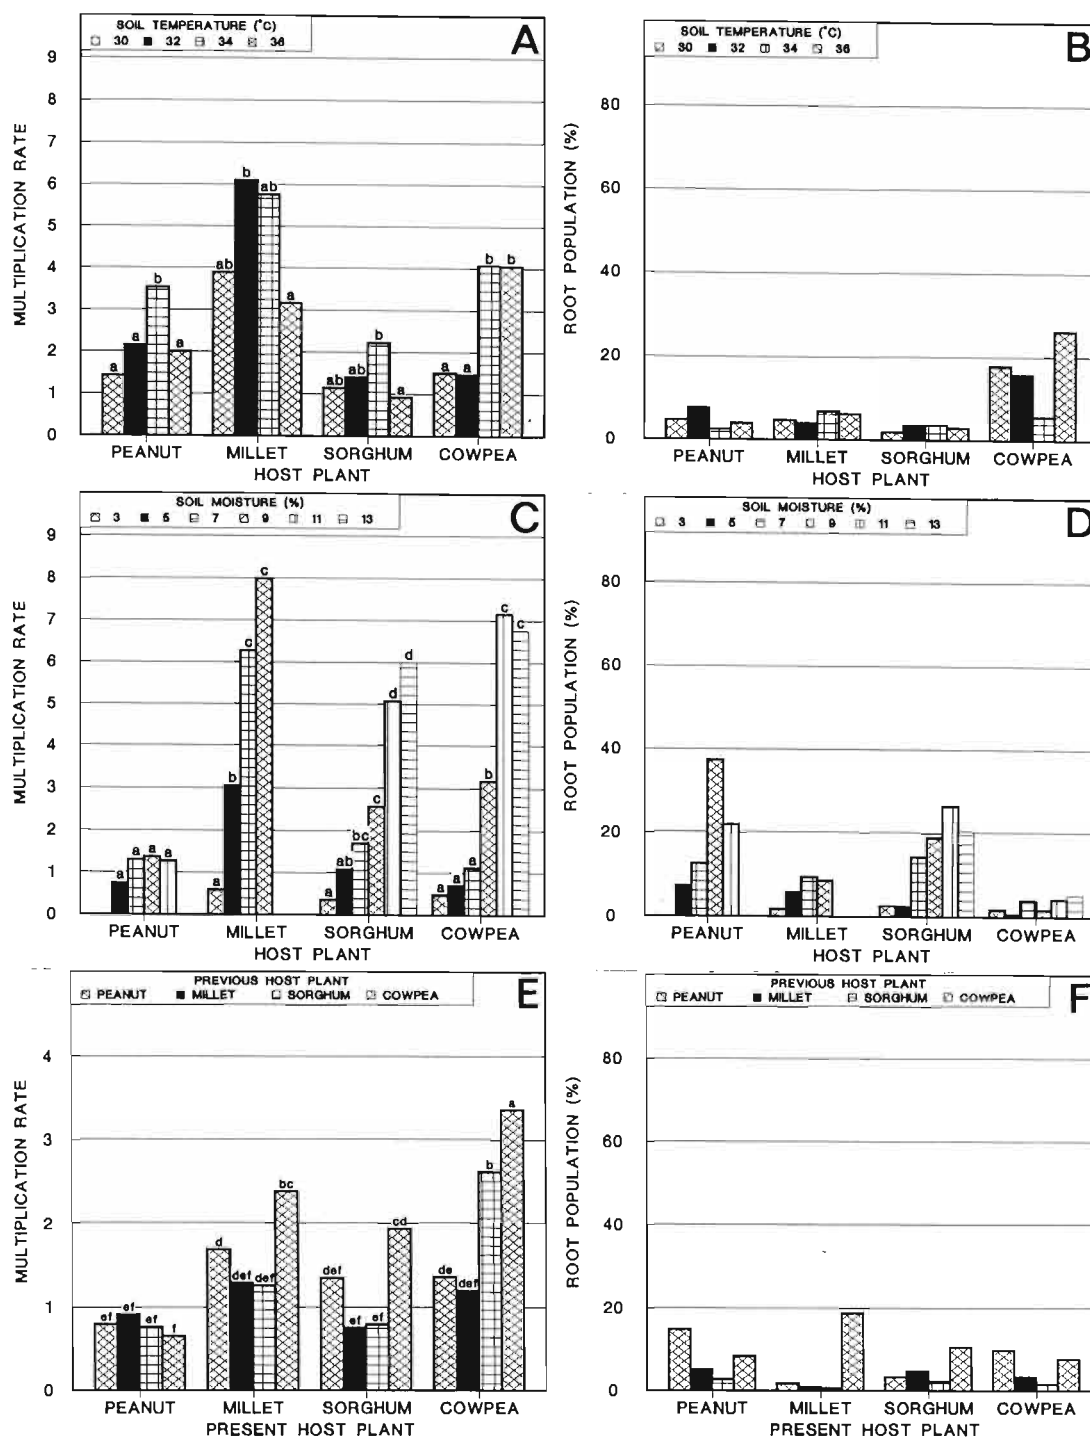 SOIL TEMPERATURE (°C)
30 32 34 36
A
9
8
7
6
5
4
3
2
1
0
MULTIPLICATION RATE
a a b a
ab b ab a
ab ab b a
a a b b
PEANUT MILLET SORGHUM COWPEA
HOST PLANT
SOIL TEMPERATURE (°C)
30 32 34 36
B
80
60
40
20
0
ROOT POPULATION (%)
PEANUT MILLET SORGHUM COWPEA
HOST PLANT
SOIL MOISTURE (%)
3 5 7 9 11 13
C
9
8
7
6
5
4
3
2
1
0
MULTIPLICATION RATE
a a a a
a b c c
a ab bc c d d
a a a b c c
PEANUT MILLET SORGHUM COWPEA
HOST PLANT
SOIL MOISTURE (%)
3 5 7 9 11 13
D
80
60
40
20
0
ROOT POPULATION (%)
PEANUT MILLET SORGHUM COWPEA
HOST PLANT
PREVIOUS HOST PLANT
PEANUT MILLET SORGHUM COWPEA
E
4
3
2
1
0
MULTIPLICATION RATE
ef ef ef f
d def def bc
def ef ef cd
de def b a
PEANUT MILLET SORGHUM COWPEA
PRESENT HOST PLANT
PREVIOUS HOST PLANT
PEANUT MILLET SORGHUM COWPEA
F
80
60
40
20
0
ROOT POPULATION (%)
PEANUT MILLET SORGHUM COWPEA
PRESENT HOST PLANT